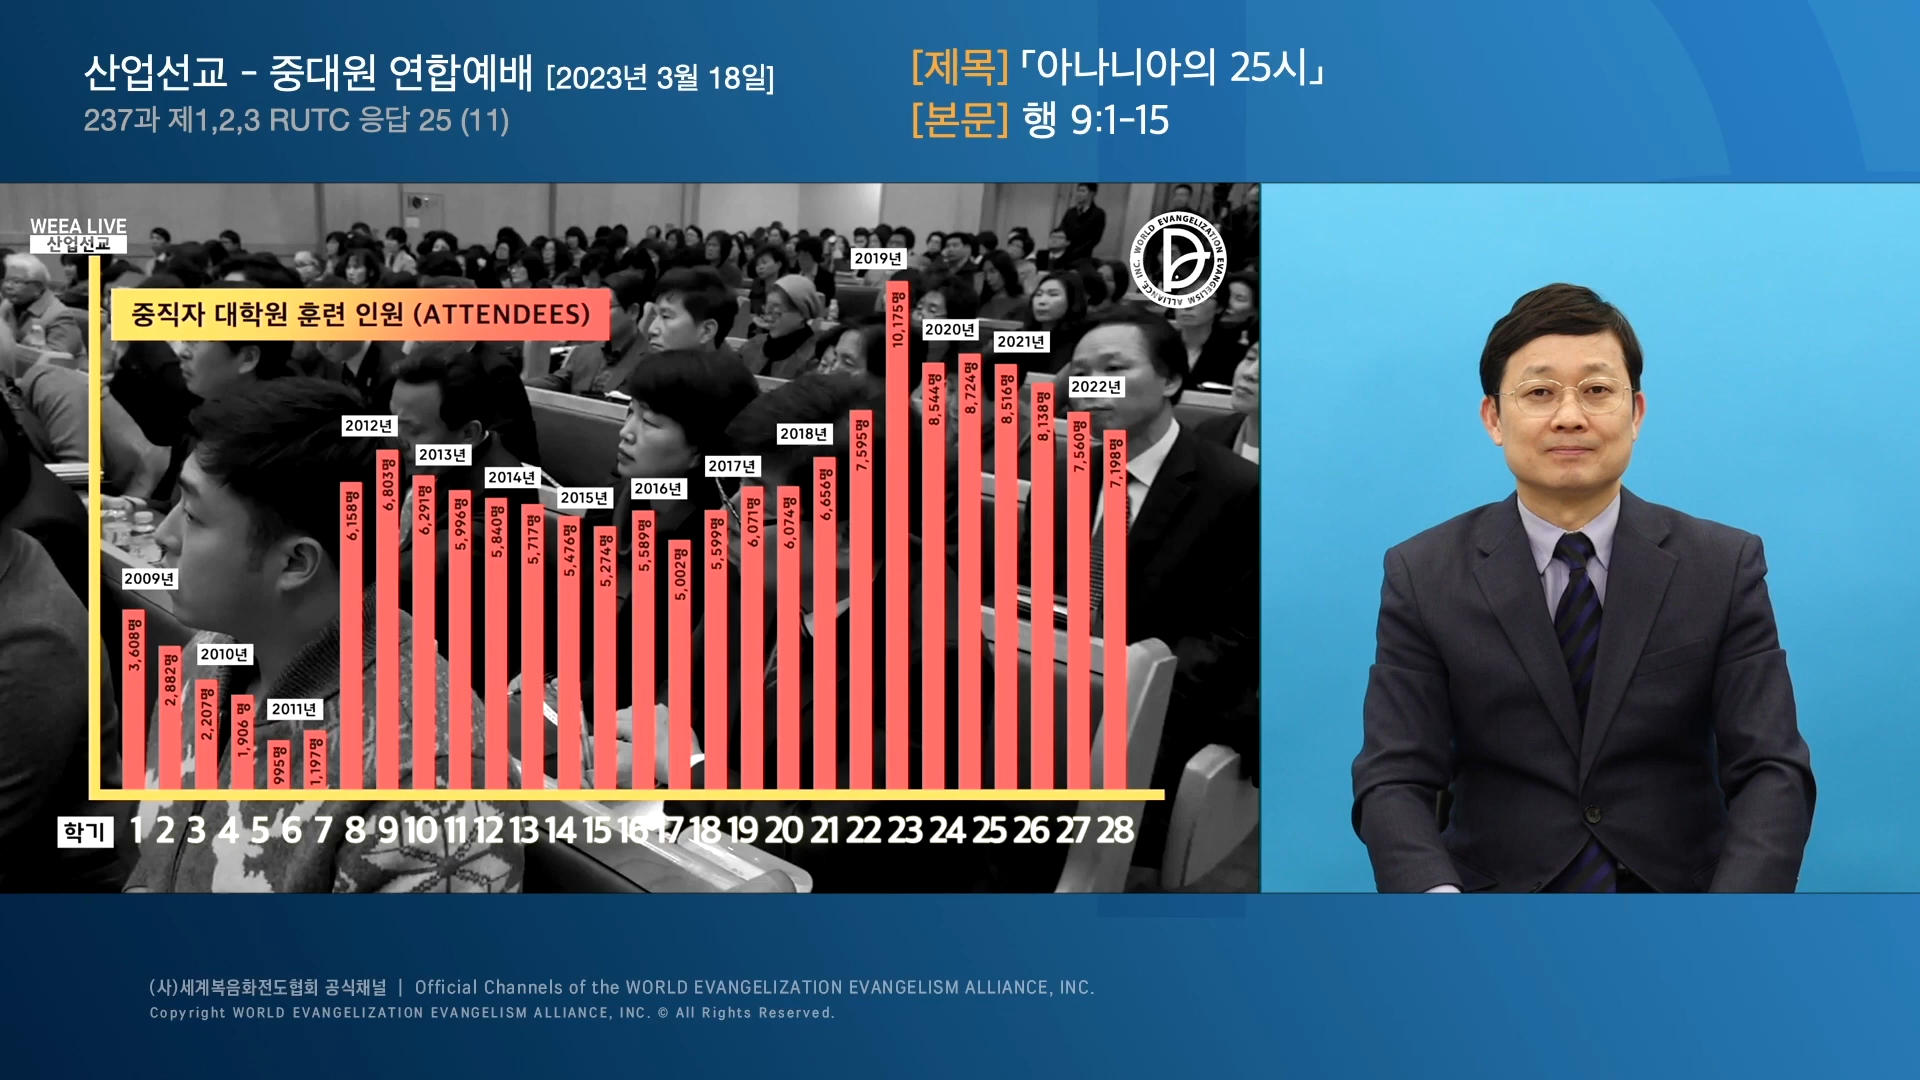 산업선교 - 중대원 연합예배 [2023년 3월 18일]
237과 제1,2,3 RUTC 응답 25 (11)
[제목] 「아나니아의 25시」
[본문] 행 9:1-15
WEEA LIVE
산업선교
WORLD EVANGELIZATION EVANGELISM ALLIANCE, INC.
중직자 대학원 훈련 인원 (ATTENDEES)
2009년
2010년
2011년
2012년
2013년
2014년
2015년
2016년
2017년
2018년
2019년
2020년
2021년
2022년
3,608명
2,882명
2,207명
1,906 명
995명
1,197명
6,158명
6,803명
6,291명
5,996명
5,840명
5,717명
5,476명
5,274명
5,589명
5,002명
5,599명
6,071명
6,074명
6,656명
7,595명
10,175명
8,544명
8,724명
8,516명
8,138명
7,560명
7,198명
학기 1 2 3 4 5 6 7 8 9 10 11 12 13 14 15 16 17 18 19 20 21 22 23 24 25 26 27 28
(사)세계복음화전도협회 공식채널 | Official Channels of the WORLD EVANGELIZATION EVANGELISM ALLIANCE, INC.
Copyright WORLD EVANGELIZATION EVANGELISM ALLIANCE, INC. © All Rights Reserved.